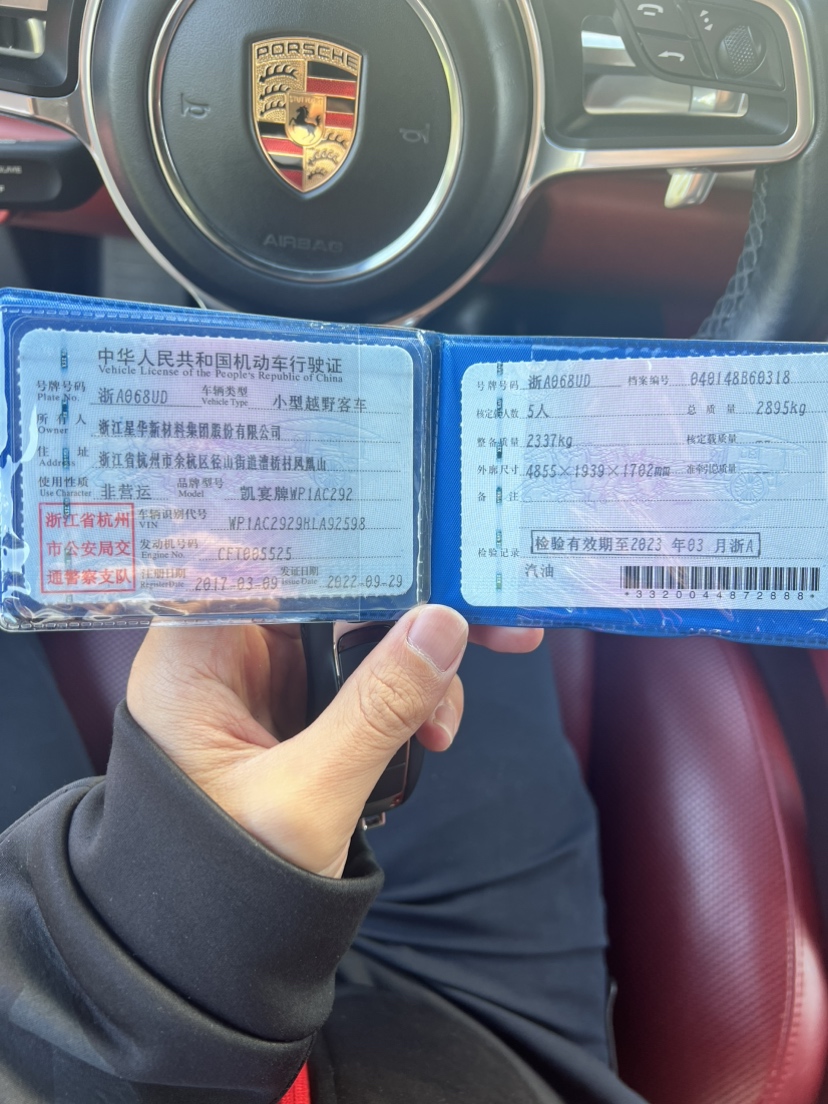 PORSCHE
AIRBAG
中华人民共和国机动车行驶证
Vehicle License of the People's Republic of China
号牌号码 浙A068UD 车辆类型 小型越野客车
Plate No. Vehicle Type
所有人 浙江星华新材料集团股份有限公司
Owner
住址 浙江省杭州市余杭区径山街道漕桥村凤凰山
Address
使用性质 非营运 品牌型号 凯宴牌WP1AC292
Use Character Model
浙江省杭州
市公安局交
通警察支队
车辆识别代号 WP1AC2929HLA92598
VIN
发动机号码 CFT005525
Engine No.
注册日期 2017-03-09 发证日期 2022-09-29
Register Date Issue Date
号牌号码 浙A068UD 档案编号 040148860318
核定载人数 5人 总质量 2895kg
整备质量 2337kg 核定载质量 --
外廓尺寸 4855×1939×1702mm 准牵引总质量 --
备注
检验记录 检验有效期至2023年03月浙A
汽油
*3320044872888*